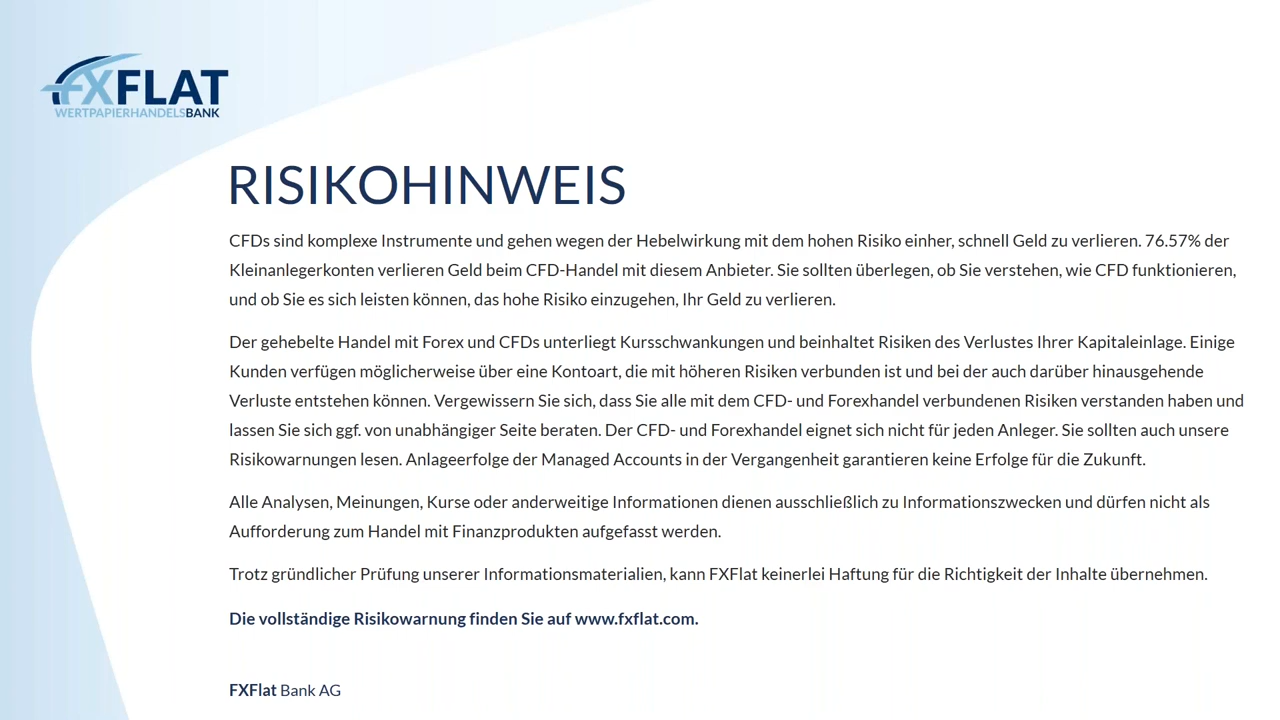 FXFLAT
WERTPAPIERHANDELSBANK
RISIKOHINWEIS
CFDs sind komplexe Instrumente und gehen wegen der Hebelwirkung mit dem hohen Risiko einher, schnell Geld zu verlieren. 76.57% der
Kleinanlegerkonten verlieren Geld beim CFD-Handel mit diesem Anbieter. Sie sollten überlegen, ob Sie verstehen, wie CFD funktionieren,
und ob Sie es sich leisten können, das hohe Risiko einzugehen, Ihr Geld zu verlieren.
Der gehebelte Handel mit Forex und CFDs unterliegt Kursschwankungen und beinhaltet Risiken des Verlustes Ihrer Kapitaleinlage. Einige
Kunden verfügen möglicherweise über eine Kontoart, die mit höheren Risiken verbunden ist und bei der auch darüber hinausgehende
Verluste entstehen können. Vergewissern Sie sich, dass Sie alle mit dem CFD- und Forexhandel verbundenen Risiken verstanden haben und
lassen Sie sich ggf. von unabhängiger Seite beraten. Der CFD- und Forexhandel eignet sich nicht für jeden Anleger. Sie sollten auch unsere
Risikowarnungen lesen. Anlageerfolge der Managed Accounts in der Vergangenheit garantieren keine Erfolge für die Zukunft.
Alle Analysen, Meinungen, Kurse oder anderweitige Informationen dienen ausschließlich zu Informationszwecken und dürfen nicht als
Aufforderung zum Handel mit Finanzprodukten aufgefasst werden.
Trotz gründlicher Prüfung unserer Informationsmaterialien, kann FXFlat keinerlei Haftung für die Richtigkeit der Inhalte übernehmen.
Die vollständige Risikowarnung finden Sie auf www.fxflat.com.
FXFlat Bank AG